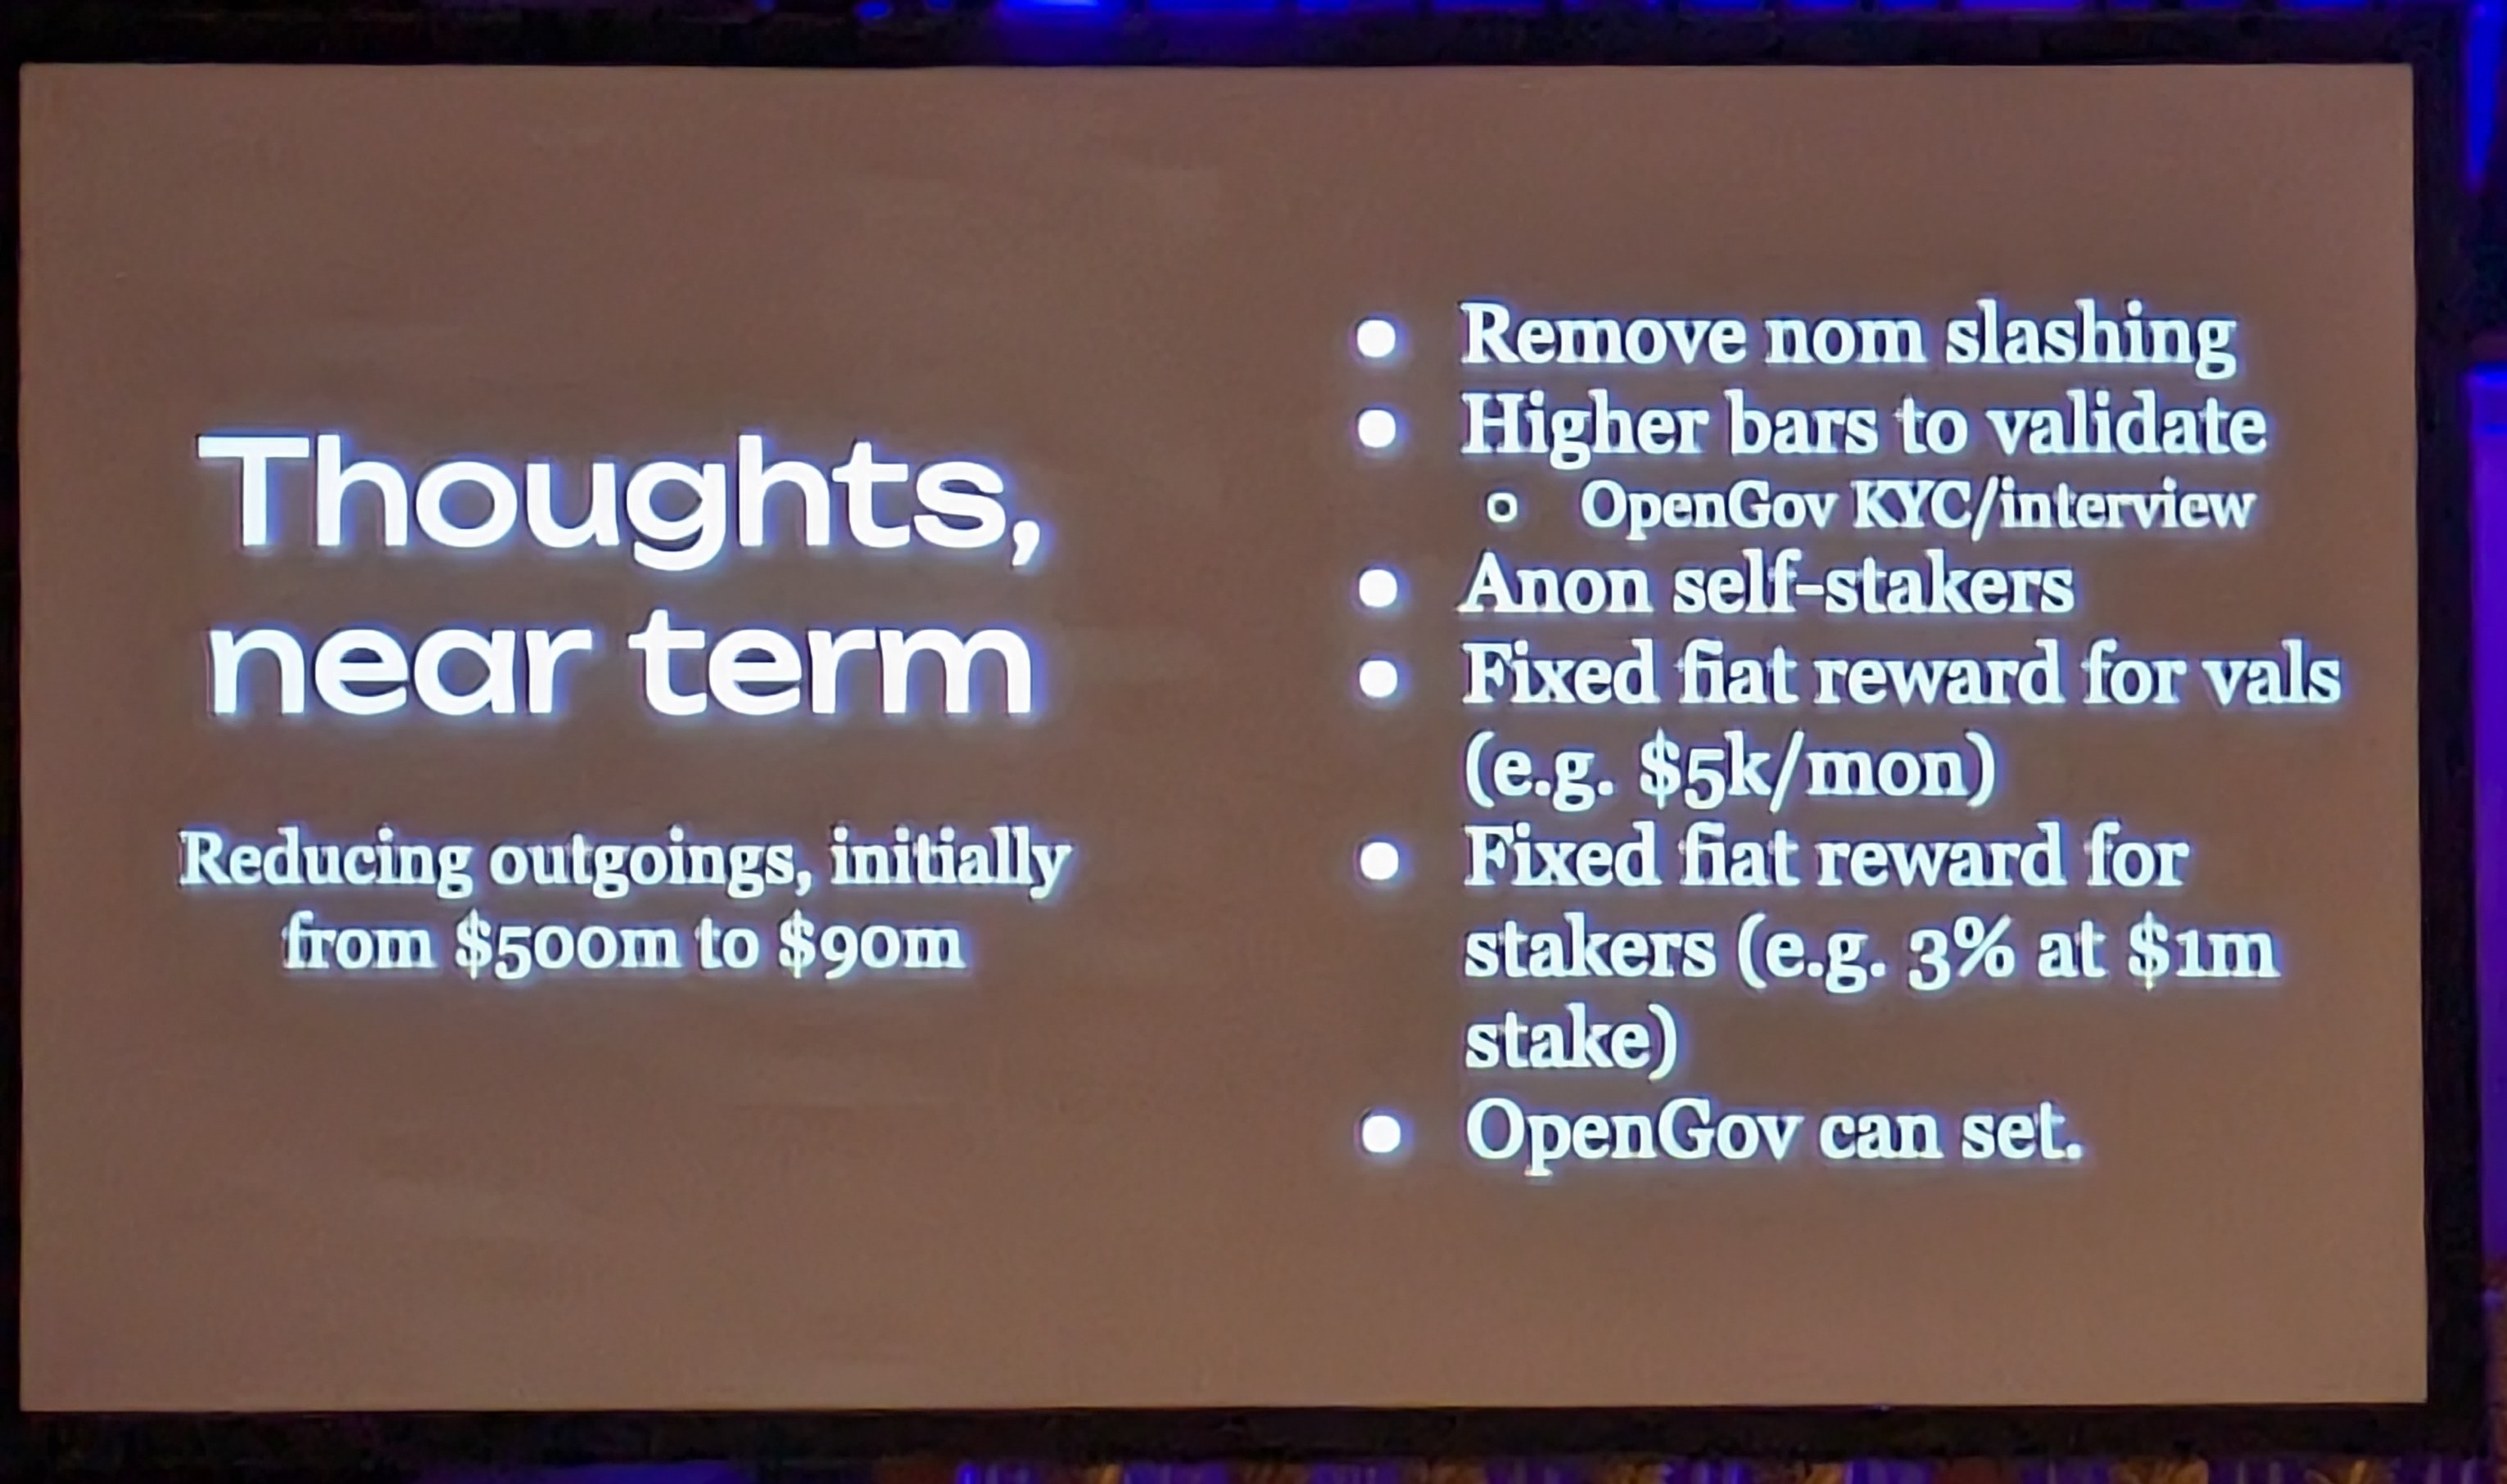 Thoughts,
near term
Reducing outgoings, initially
from $500m to $90m
● Remove nom slashing
● Higher bars to validate
○ OpenGov KYC/interview
● Anon self-stakers
● Fixed fiat reward for vals
(e.g. $5k/mon)
● Fixed fiat reward for
stakers (e.g. 3% at $1m
stake)
● OpenGov can set.